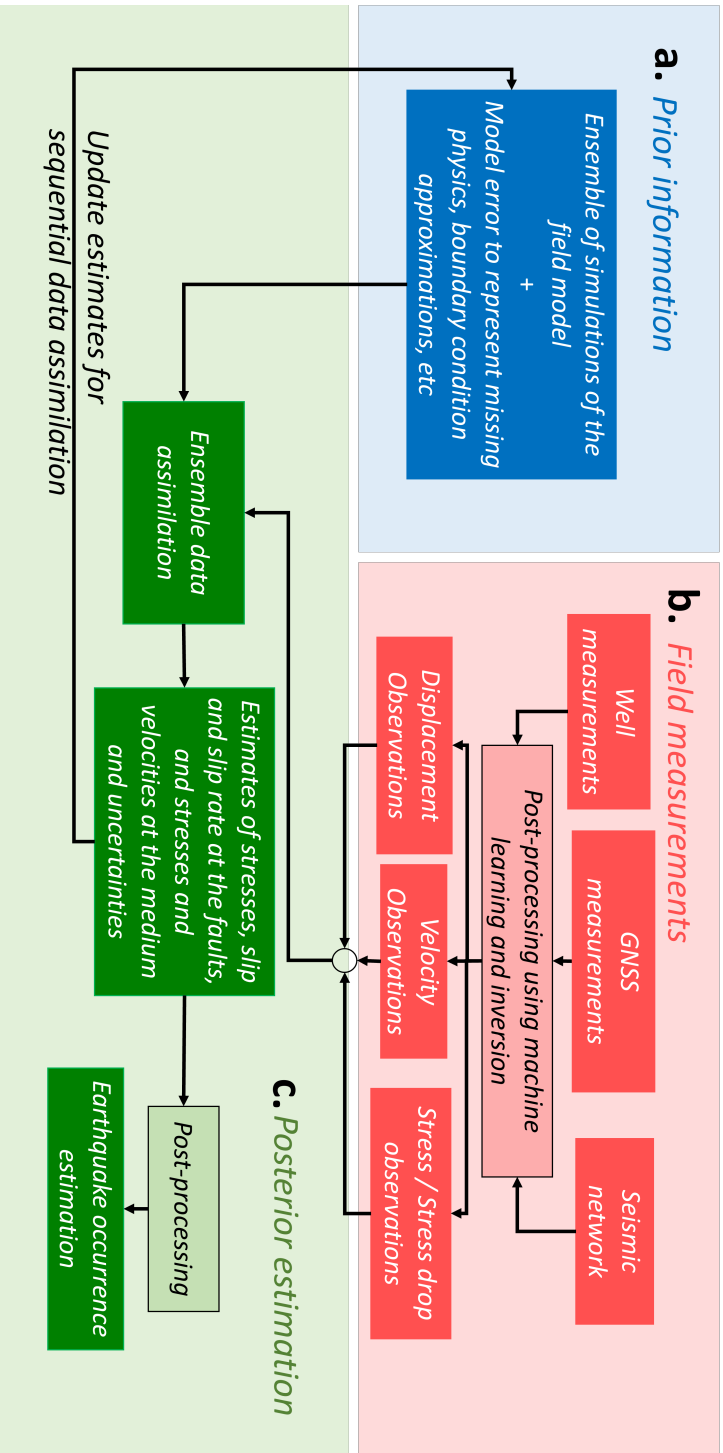 a. Prior information
Ensemble of simulations of the
field model
+
Model error to represent missing
physics, boundary condition
approximations, etc
b. Field measurements
Well
measurements
GNSS
measurements
Seismic
network
Post-processing using machine
learning and inversion
Displacement
Observations
Velocity
Observations
Stress / Stress drop
observations
c. Posterior estimation
Ensemble data
assimilation
Estimates of stresses, slip
and slip rate at the faults,
and stresses and
velocities at the medium
and uncertainties
Post-processing
Earthquake occurrence
estimation
Update estimates for
sequential data assimilation